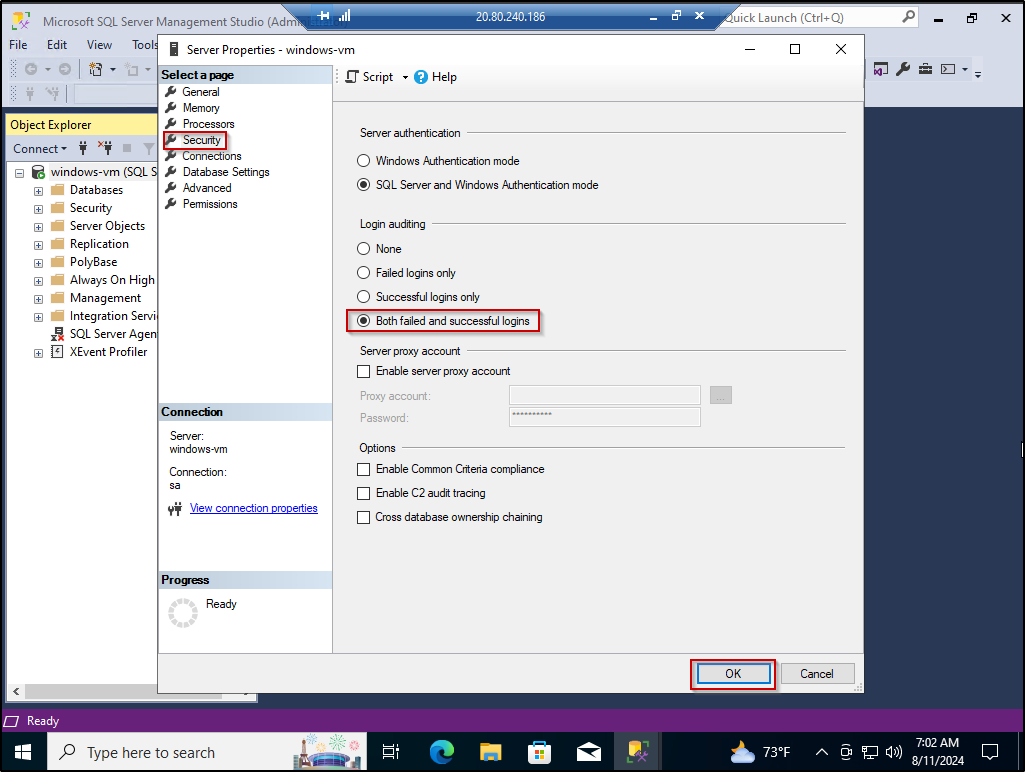 20.80.240.186
Microsoft SQL Server Management Studio (Admi
Quick Launch (Ctrl+Q)
File Edit View Tools
Server Properties - windows-vm
Select a page
General
Memory
Processors
Security
Connections
Database Settings
Advanced
Permissions
Script Help
Server authentication
Windows Authentication mode
SQL Server and Windows Authentication mode
Login auditing
None
Failed logins only
Successful logins only
Both failed and successful logins
Server proxy account
Enable server proxy account
Proxy account:
...
Password:
**********
Options
Enable Common Criteria compliance
Enable C2 audit tracing
Cross database ownership chaining
Connection
Server:
windows-vm
Connection:
sa
View connection properties
Progress
Ready
OK Cancel
Object Explorer
Connect
windows-vm (SQL S
Databases
Security
Server Objects
Replication
PolyBase
Always On High
Management
Integration Servi
SQL Server Agen
XEvent Profiler
Ready
Type here to search
73°F
7:02 AM
8/11/2024